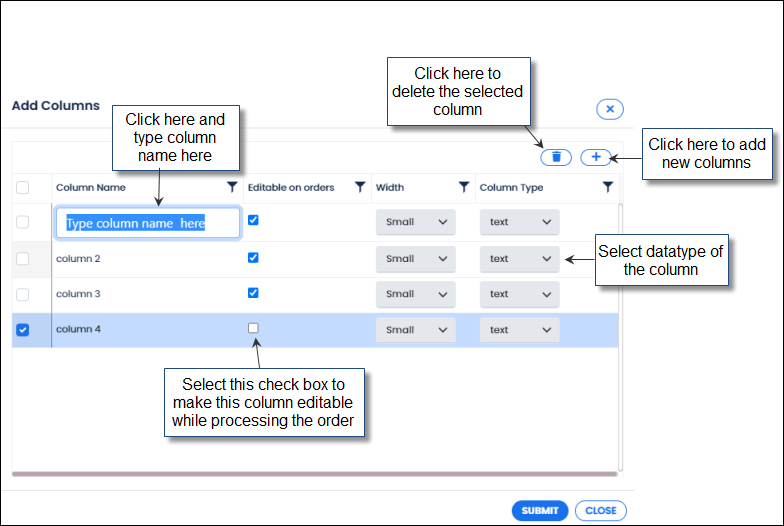 Click here to
delete the selected
column
Add Columns
Click here and
type column
name here
Click here to add
new columns
Column Name
Editable on orders
Width
Column Type
Type column name  here
Small
text
column 2
Small
text
Select datatype of
the column
column 3
Small
text
column 4
Small
text
Select this check box to
make this column editable
while processing the order
SUBMIT
CLOSE